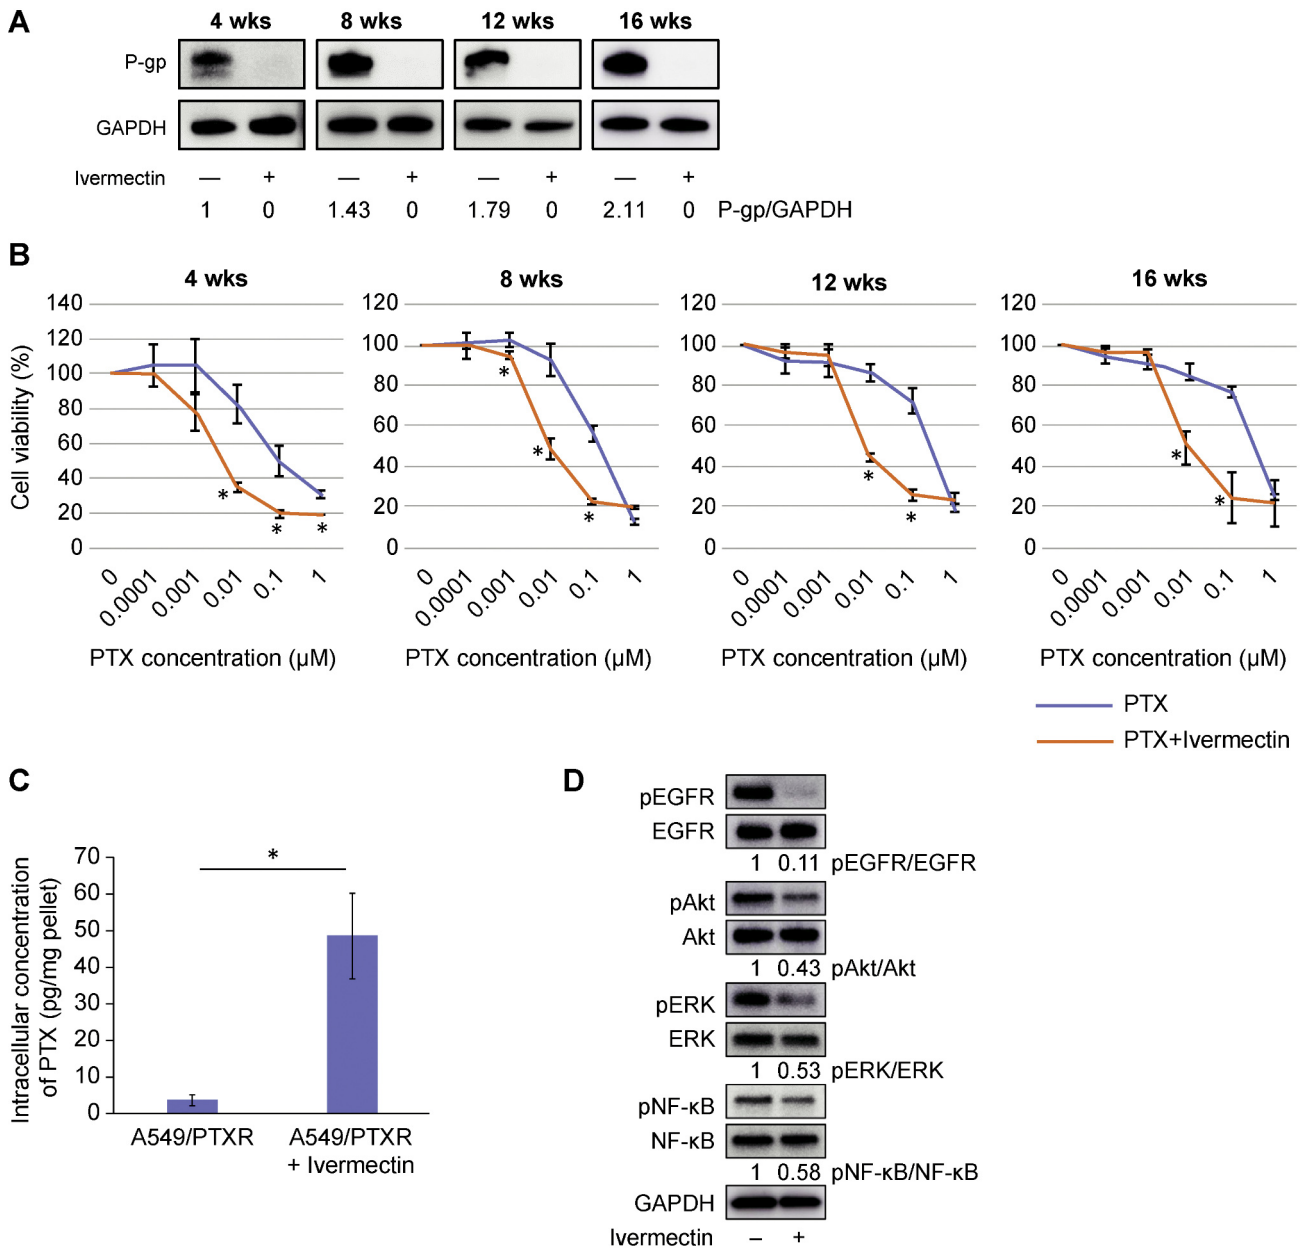 A
4 wks 8 wks 12 wks 16 wks
P-gp
GAPDH
Ivermectin — + — + — + — +
1 0 1.43 0 1.79 0 2.11 0 P-gp/GAPDH
B
4 wks 8 wks 12 wks 16 wks
Cell viability (%)
140
120
100
80
60
40
20
0
0 0.0001 0.001 0.01 0.1 1
* * *
PTX concentration (µM)
120
100
80
60
40
20
0
0 0.0001 0.001 0.01 0.1 1
* * *
PTX concentration (µM)
120
100
80
60
40
20
0
0 0.0001 0.001 0.01 0.1 1
* *
PTX concentration (µM)
120
100
80
60
40
20
0
0 0.0001 0.001 0.01 0.1 1
* *
PTX concentration (µM)
PTX
PTX+Ivermectin
C
Intracellular concentration
of PTX (pg/mg pellet)
70
60
50
40
30
20
10
0
*
A549/PTXR A549/PTXR
+ Ivermectin
D
pEGFR
EGFR
1 0.11 pEGFR/EGFR
pAkt
Akt
1 0.43 pAkt/Akt
pERK
ERK
1 0.53 pERK/ERK
pNF-κB
NF-κB
1 0.58 pNF-κB/NF-κB
GAPDH
Ivermectin – +